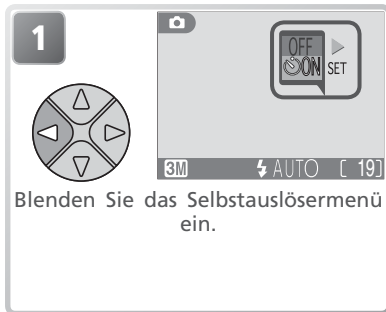 1
OFF
ON SET
3M AUTO [ 19]
Blenden Sie das Selbstauslösermenü
ein.